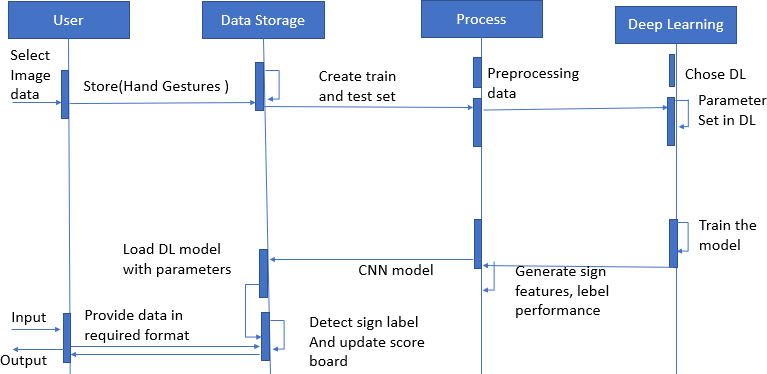 User
Data Storage
Process
Deep Learning
Select
Image
data
Store(Hand Gestures )
Create train
and test set
Preprocessing
data
Chose DL
Parameter
Set in DL
Train the
model
Load DL model
with parameters
CNN model
Generate sign
features, lebel
performance
Input
Provide data in
required format
Output
Detect sign label
And update score
board